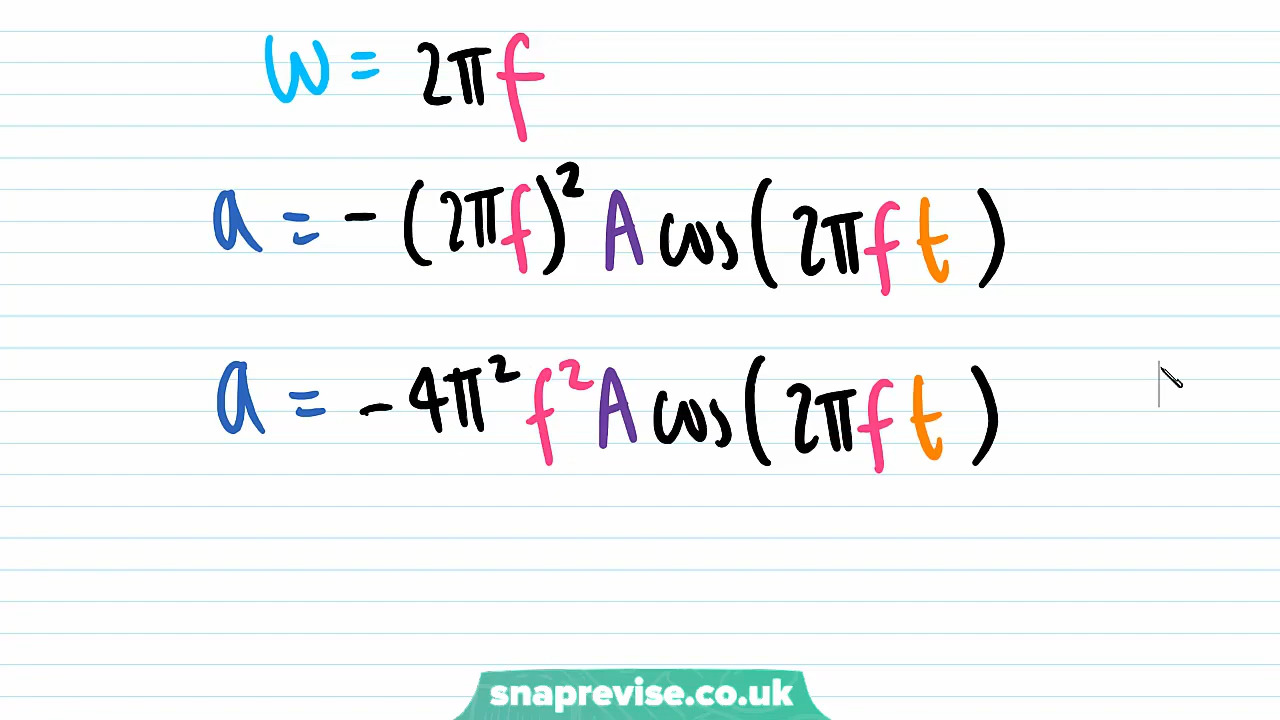 ω = 2πf
a = - (2πf)² A cos(2πft)
a = - 4π² f² A cos(2πft)
snaprevise.co.uk